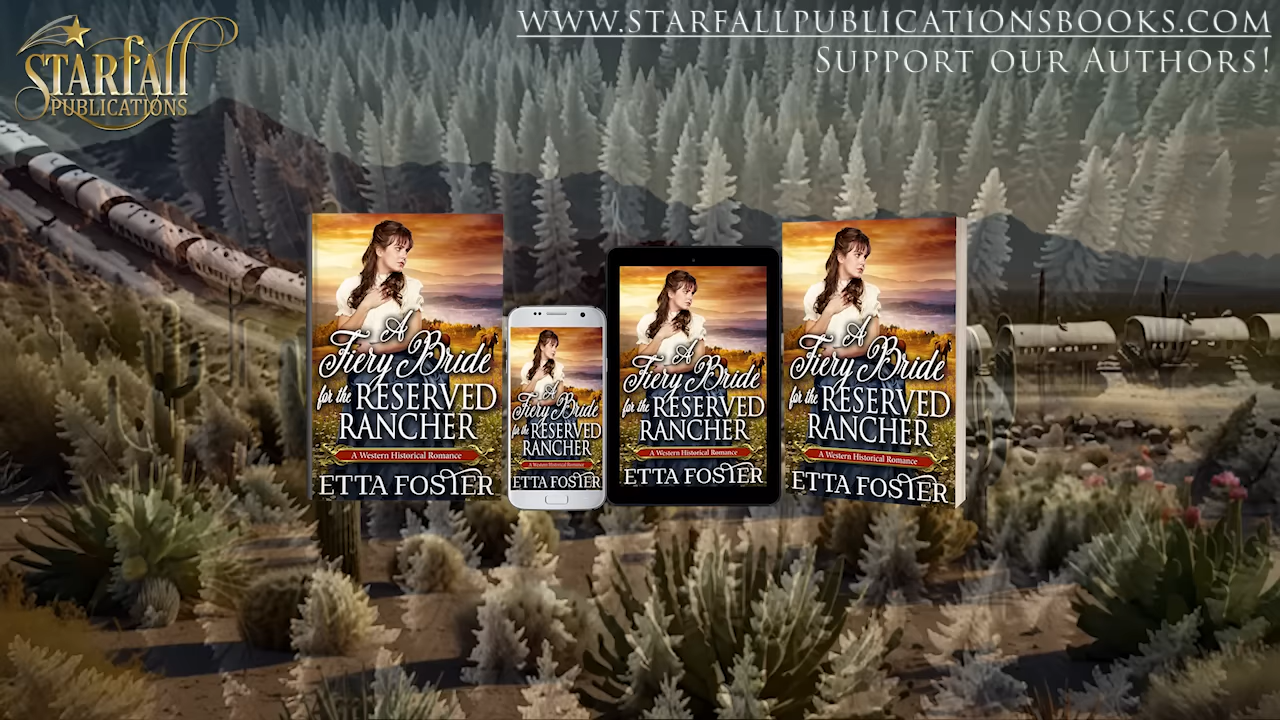 STARfall
PUBLICATIONS
WWW.STARFALLPUBLICATIONSBOOKS.COM
SUPPORT OUR AUTHORS!
A
Fiery Bride
for the RESERVED
RANCHER
A Western Historical Romance
ETTA FOSTER
A
Fiery Bride
for the RESERVED
RANCHER
A Western Historical Romance
ETTA FOSTER
A
Fiery Bride
for the RESERVED
RANCHER
A Western Historical Romance
ETTA FOSTER
A
Fiery Bride
for the RESERVED
RANCHER
A Western Historical Romance
ETTA FOSTER